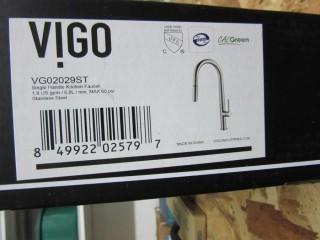 VIGO
VG02029ST
Single Handle Kitchen Faucet
1.8 US gpm / 6.8L / min, MAX 60 psi
Stainless Steel
CALGreen
8 49922 02579 7